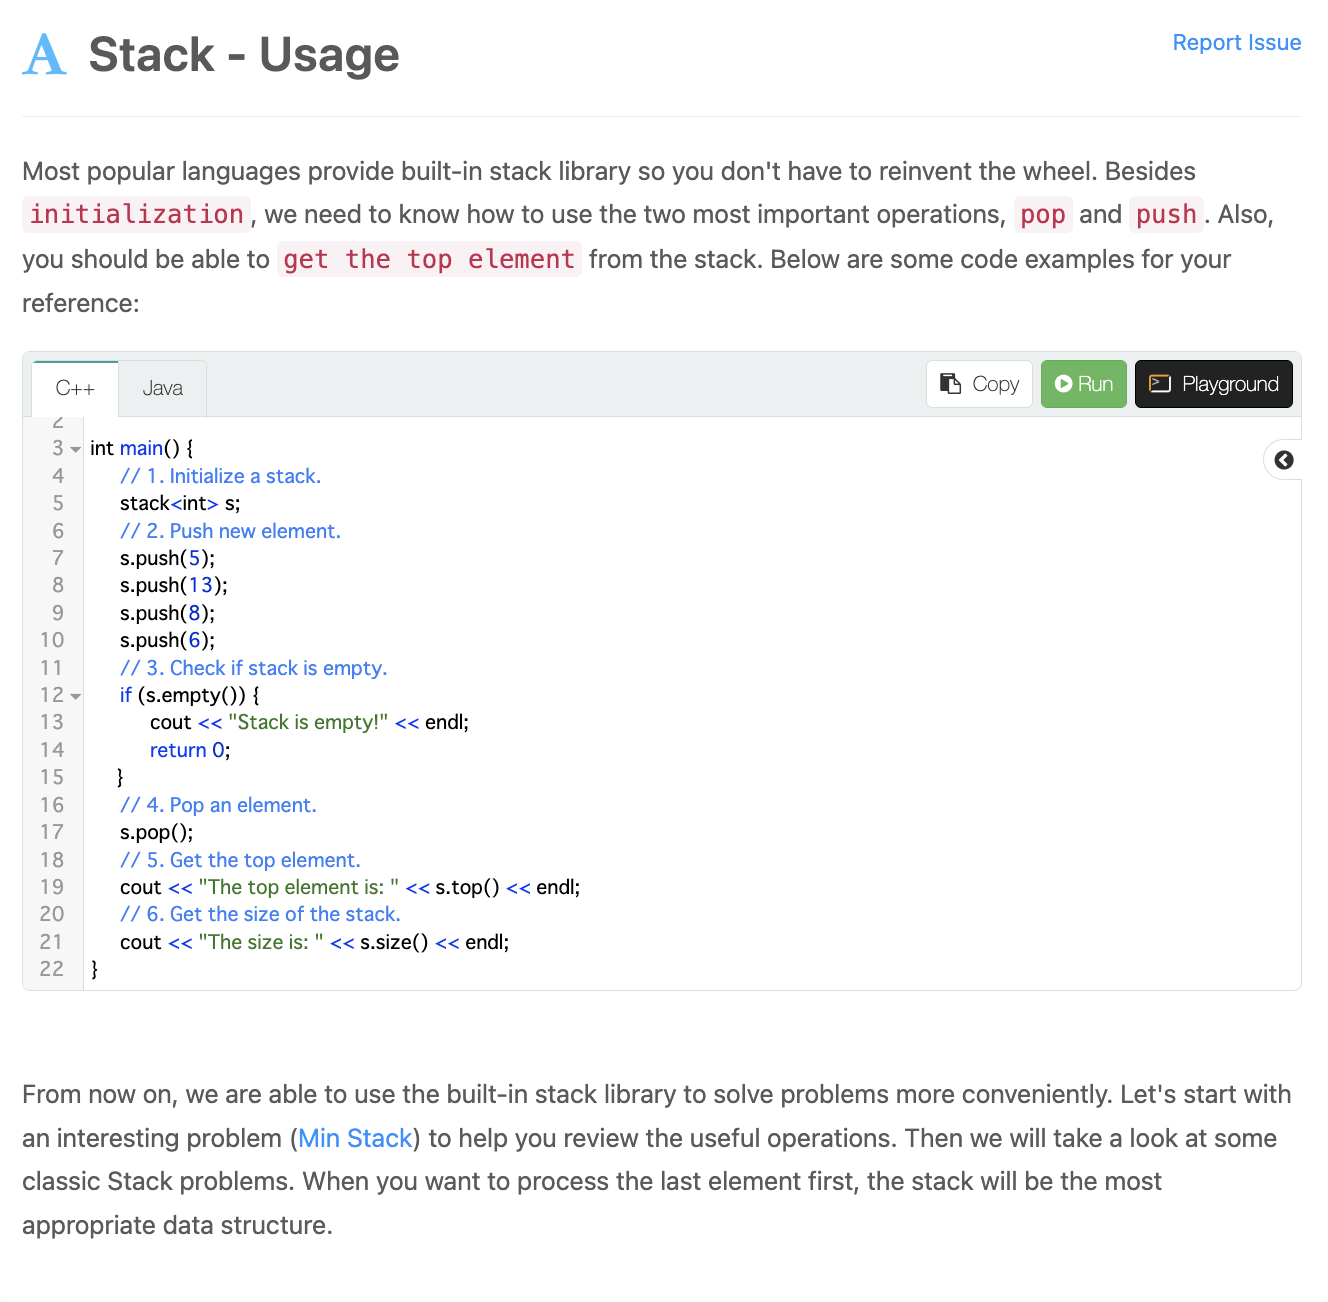 A Stack - Usage
Report Issue
Most popular languages provide built-in stack library so you don't have to reinvent the wheel. Besides
initialization, we need to know how to use the two most important operations, pop and push. Also,
you should be able to get the top element from the stack. Below are some code examples for your
reference:
C++ Java Copy Run Playground
2
3 int main() {
4 // 1. Initialize a stack.
5 stack<int> s;
6 // 2. Push new element.
7 s.push(5);
8 s.push(13);
9 s.push(8);
10 s.push(6);
11 // 3. Check if stack is empty.
12 if (s.empty()) {
13 cout << "Stack is empty!" << endl;
14 return 0;
15 }
16 // 4. Pop an element.
17 s.pop();
18 // 5. Get the top element.
19 cout << "The top element is: " << s.top() << endl;
20 // 6. Get the size of the stack.
21 cout << "The size is: " << s.size() << endl;
22 }
From now on, we are able to use the built-in stack library to solve problems more conveniently. Let's start with
an interesting problem (Min Stack) to help you review the useful operations. Then we will take a look at some
classic Stack problems. When you want to process the last element first, the stack will be the most
appropriate data structure.